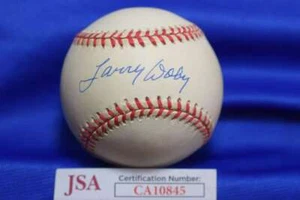 Larry Doby
JSA
Certification Number:
CA10845